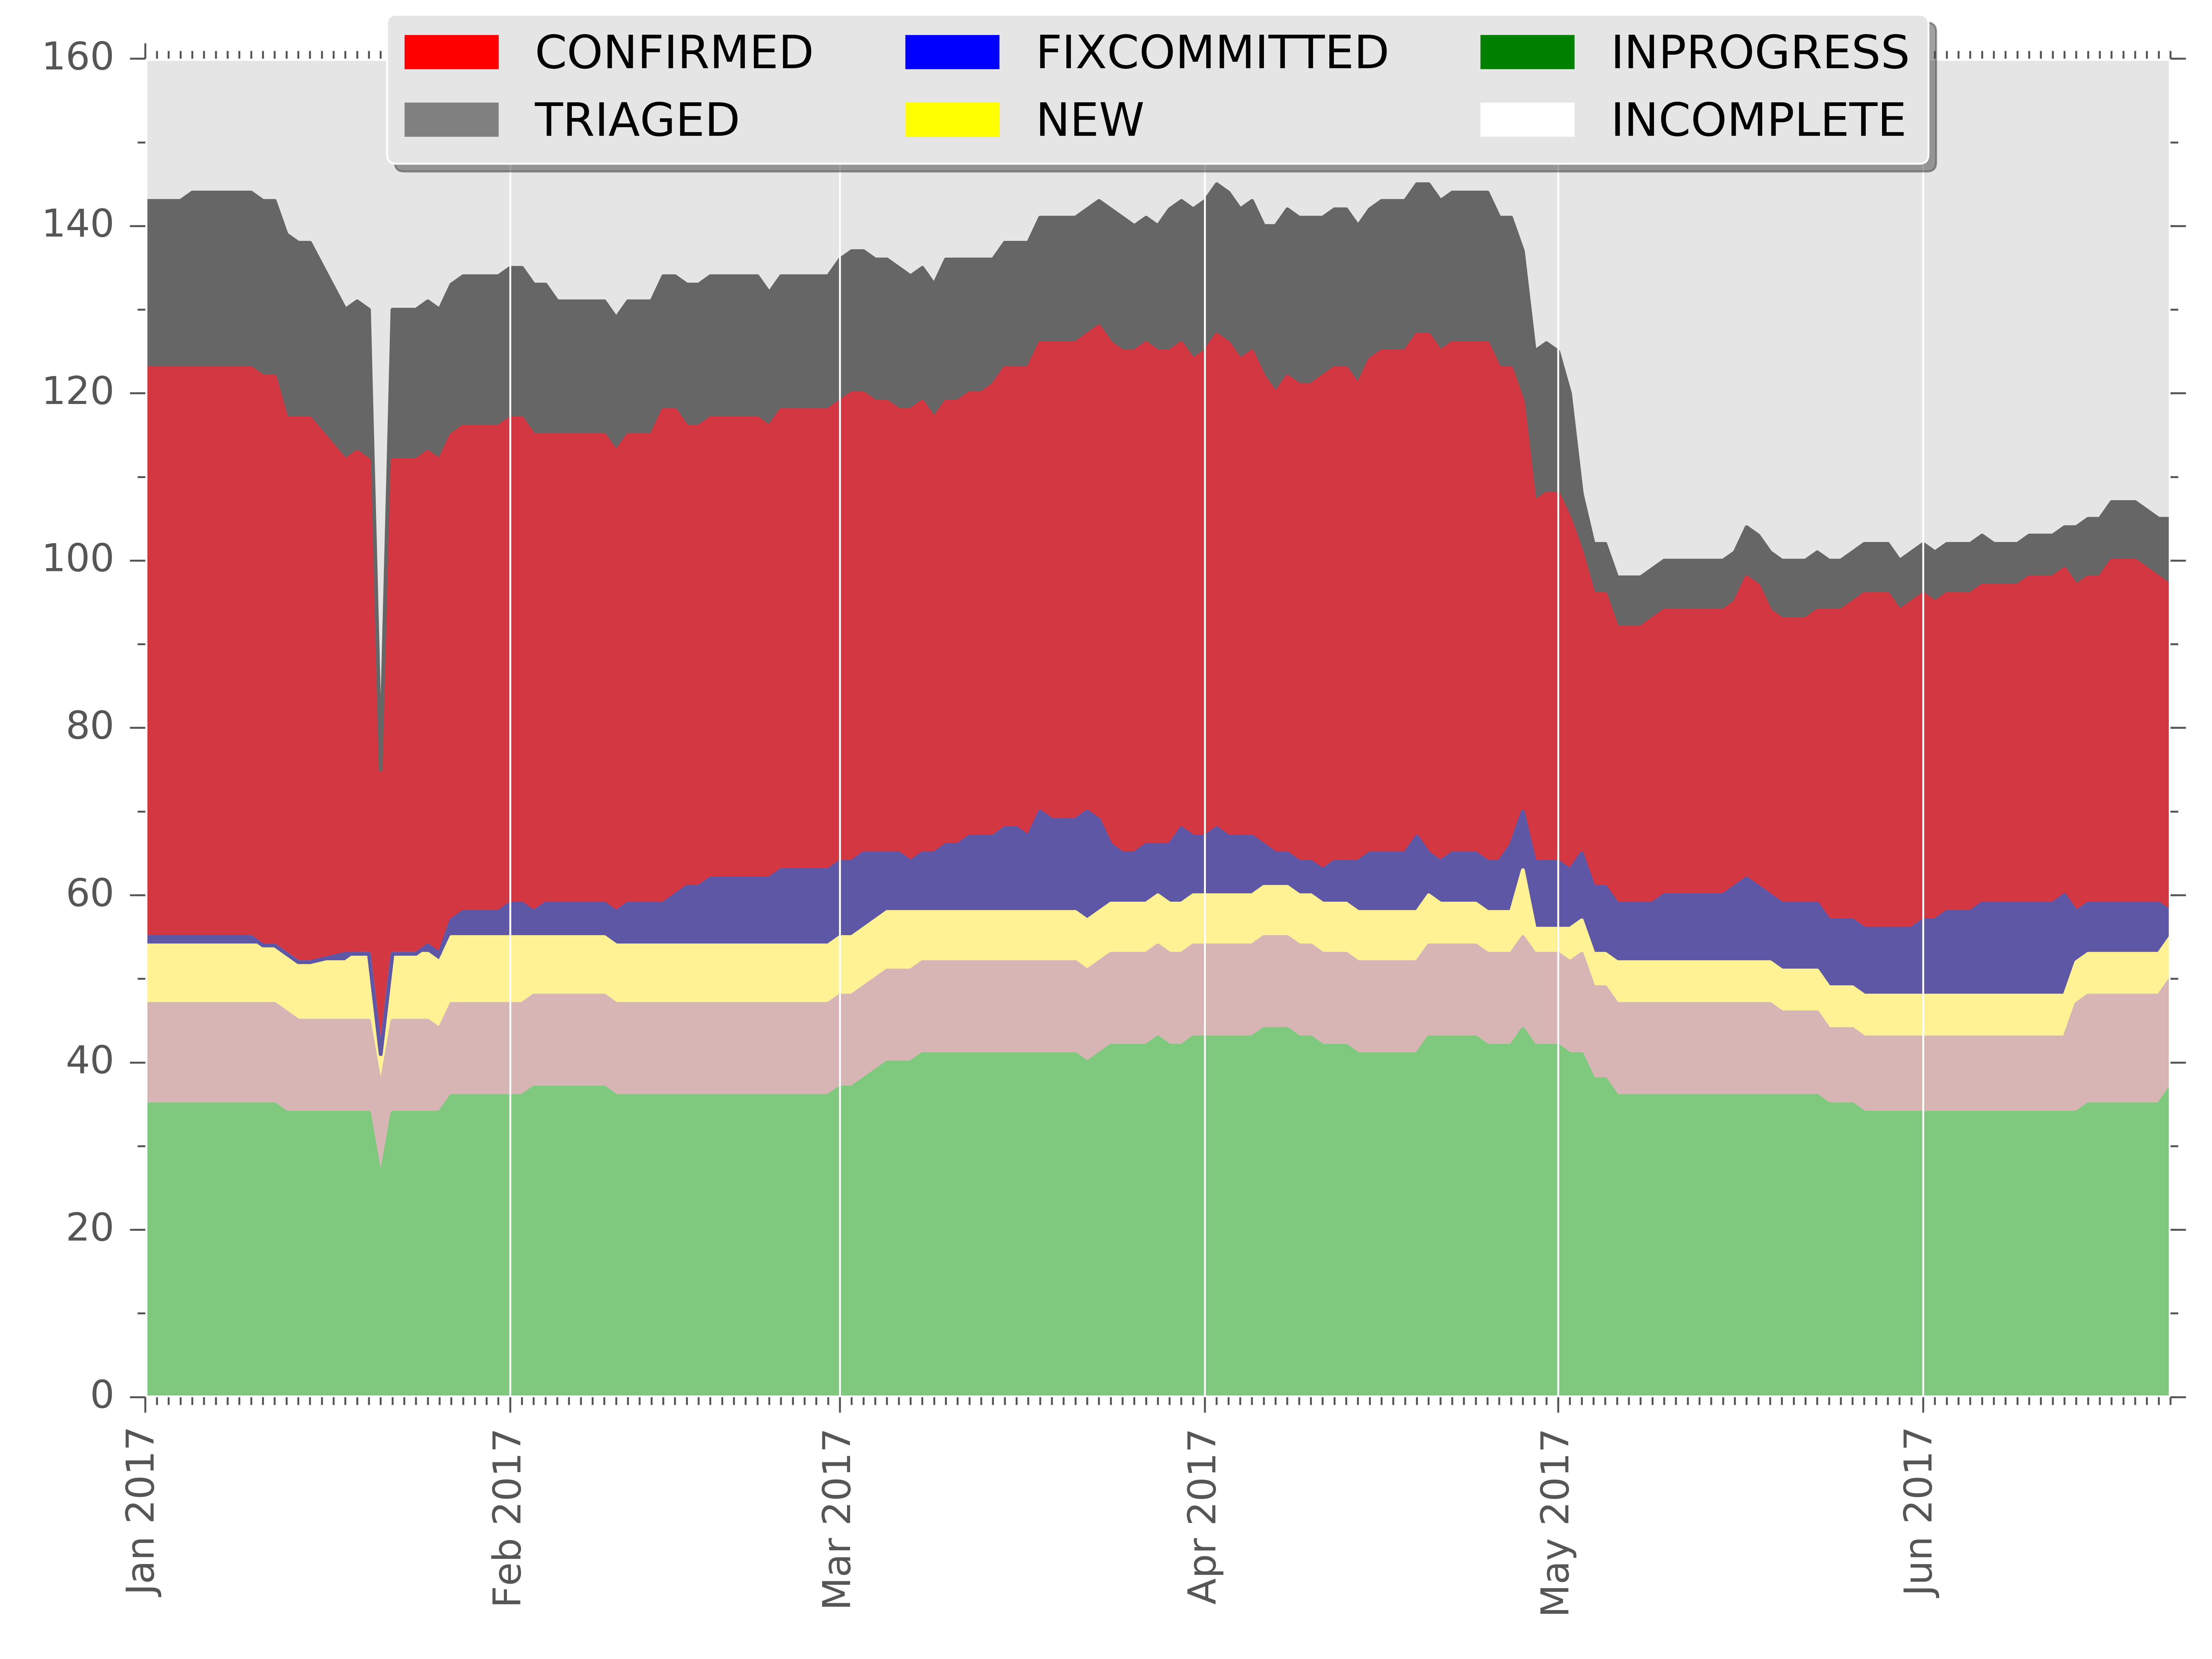 CONFIRMED FIXCOMMITTED INPROGRESS
TRIAGED NEW INCOMPLETE
160
140
120
100
80
60
40
20
0
Jan 2017
Feb 2017
Mar 2017
Apr 2017
May 2017
Jun 2017